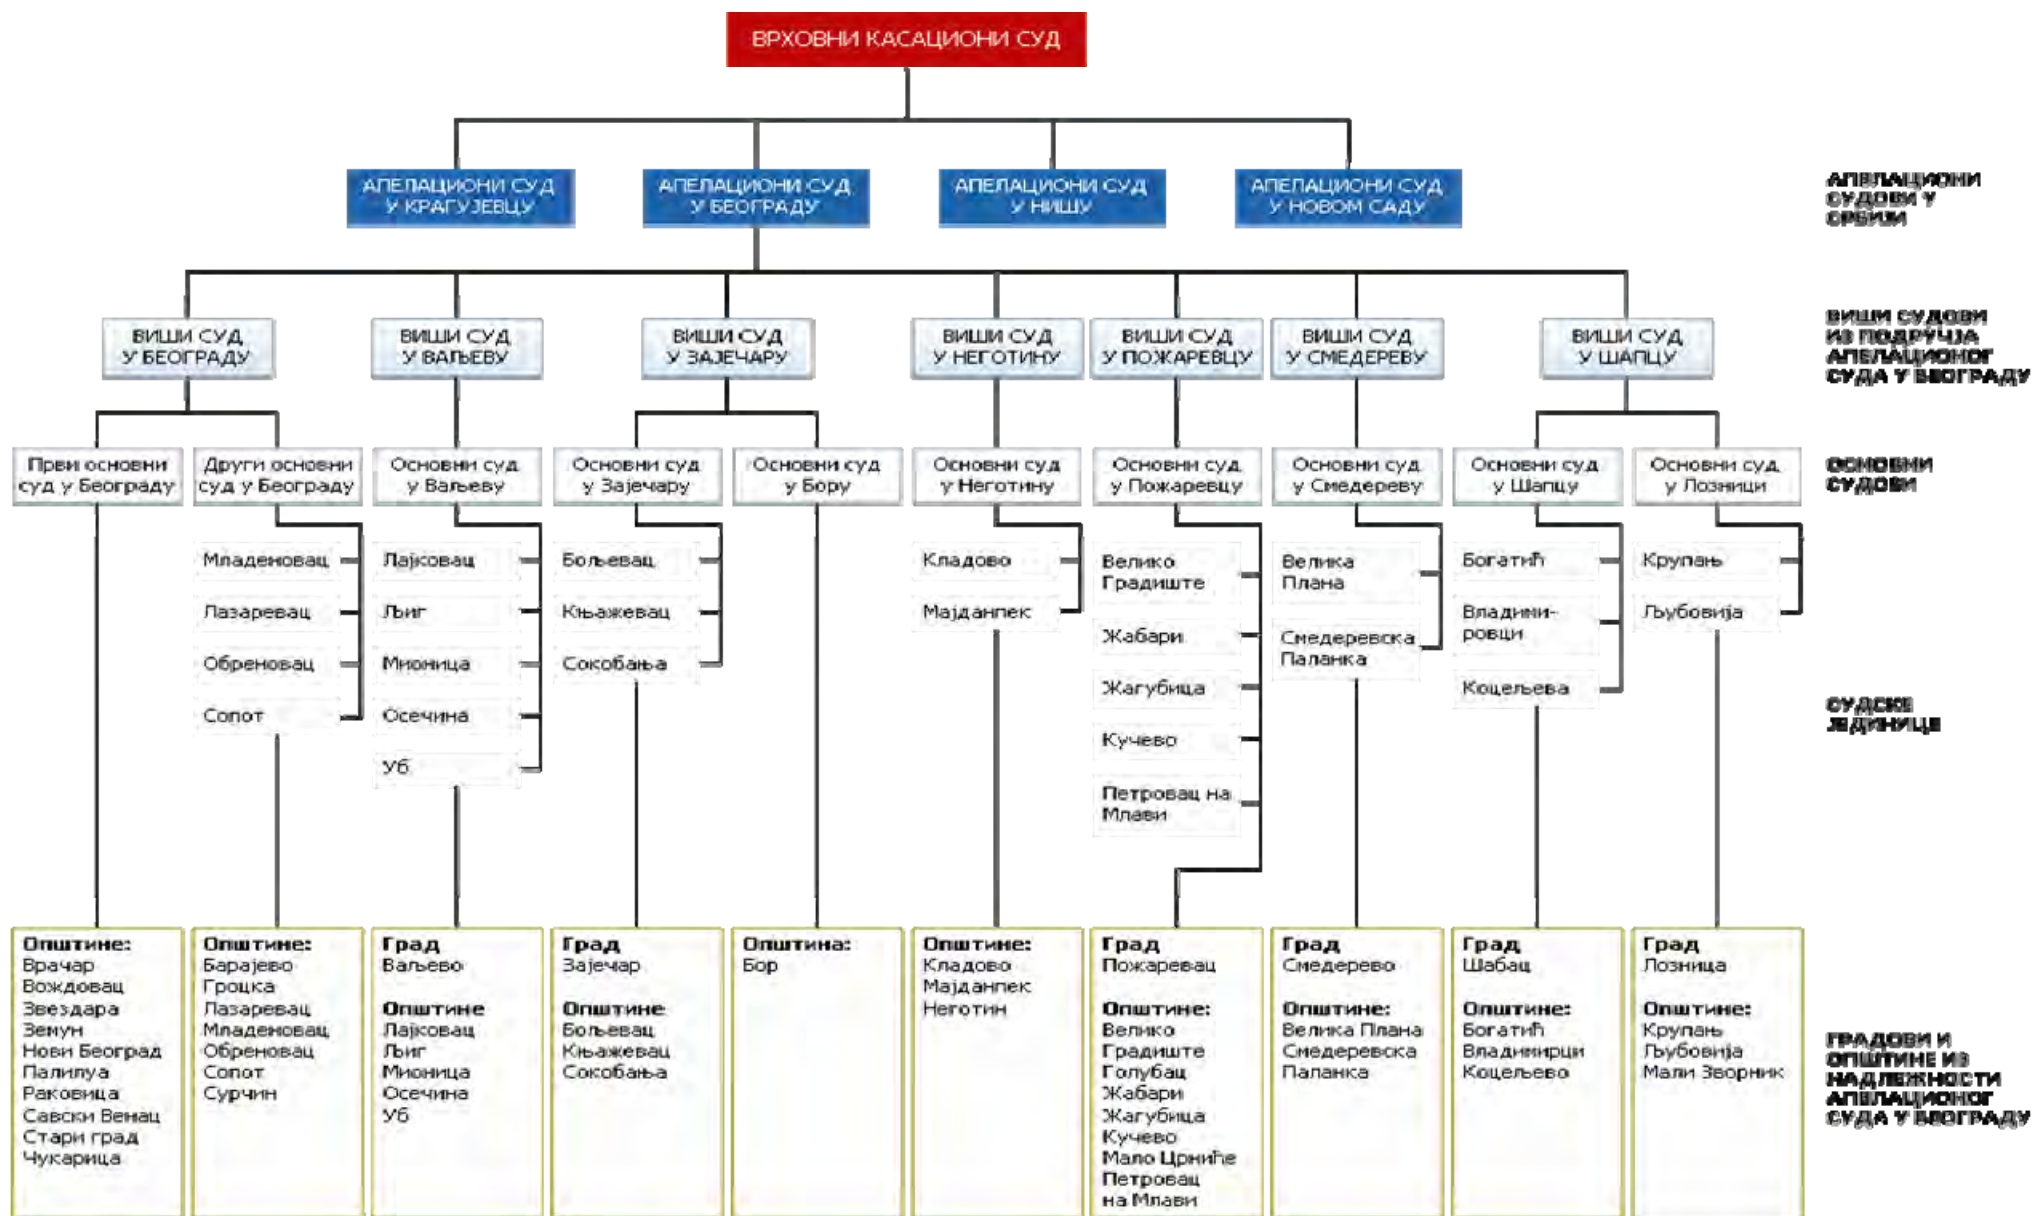 ВРХОВНИ КАСАЦИОНИ СУД
АПЕЛАЦИОНИ СУД
У КРАГУЈЕВЦУ
АПЕЛАЦИОНИ СУД
У БЕОГРАДУ
АПЕЛАЦИОНИ СУД
У НИШУ
АПЕЛАЦИОНИ СУД
У НОВОМ САДУ
АПЕЛАЦИОНИ
СУДОВИ У
СРБИЈИ
ВИШИ СУД
У БЕОГРАДУ
ВИШИ СУД
У ВАЉЕВУ
ВИШИ СУД
У ЗАЈЕЧАРУ
ВИШИ СУД
У НЕГОТИНУ
ВИШИ СУД
У ПОЖАРЕВЦУ
ВИШИ СУД
У СМЕДЕРЕВУ
ВИШИ СУД
У ШАПЦУ
ВИШИ СУДОВИ
ИЗ ПОДРУЧЈА
АПЕЛАЦИОНОГ
СУДА У БЕОГРАДУ
Први основни
суд у Београду
Други основни
суд у Београду
Основни суд
у Ваљеву
Основни суд
у Зајечару
Основни суд
у Бору
Основни суд
у Неготину
Основни суд
у Пожаревцу
Основни суд
у Смедереву
Основни суд
у Шапцу
Основни суд
у Лозници
ОСНОВНИ
СУДОВИ
Младеновац
Лазаревац
Обреновац
Сопот
Лајковац
Љиг
Мионица
Осечина
Уб
Бољевац
Књажевац
Сокобања
Кладово
Мајданпек
Велико
Градиште
Жабари
Жагубица
Кучево
Петровац на
Млави
Велика
Плана
Смедеревска
Паланка
Богатић
Владими-
ровци
Коцељева
Крупањ
Љубовија
СУДСКЕ
ЈЕДИНИЦЕ
Општине:
Врачар
Вождовац
Звездара
Земун
Нови Београд
Палилуа
Раковица
Савски Венац
Стари град
Чукарица
Општине:
Барајево
Гроцка
Лазаревац
Младеновац
Обреновац
Сопот
Сурчин
Град
Ваљево
Општине
Лајковац
Љиг
Мионица
Осечина
Уб
Град
Зајечар
Општине
Бољевац
Књажевац
Сокобања
Општина:
Бор
Општине:
Кладово
Мајданпек
Неготин
Град
Пожаревац
Општине:
Велико
Градиште
Голубац
Жабари
Жагубица
Кучево
Мало Црниће
Петровац
на Млави
Град
Смедерево
Општине:
Велика Плана
Смедеревска
Паланка
Град
Шабац
Општине:
Богатић
Владимирци
Коцељево
Град
Лозница
Општине:
Крупањ
Љубовија
Мали Зворник
ГРАДОВИ И
ОПШТИНЕ ИЗ
НАДЛЕЖНОСТИ
АПЕЛАЦИОНОГ
СУДА У БЕОГРАДУ